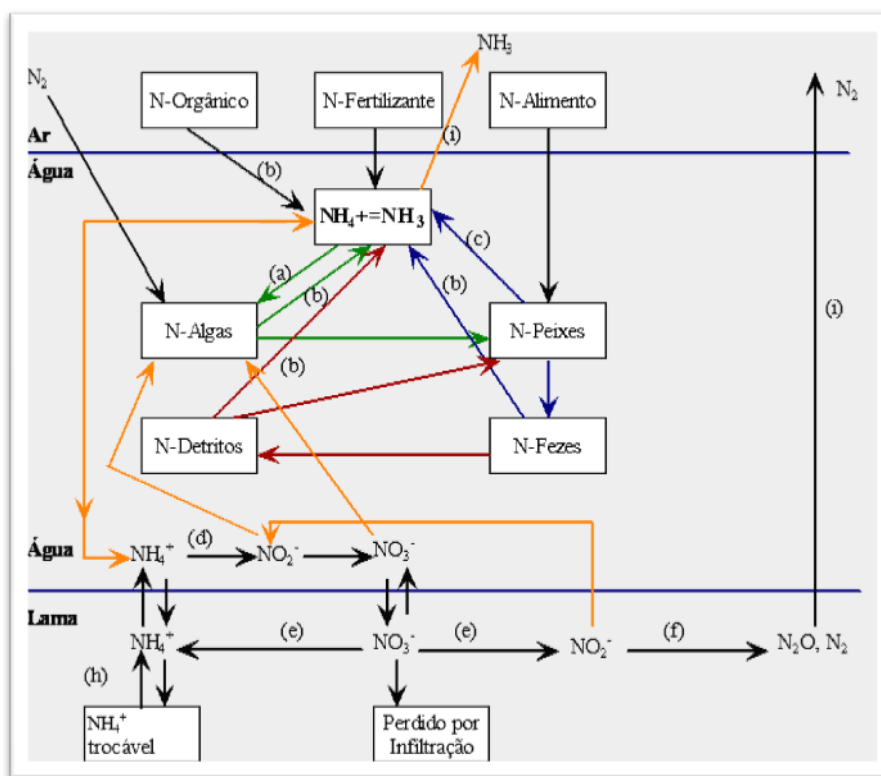 NH₃
N₂
N-Orgânico
N-Fertilizante
N-Alimento
N₂
(i)
Ar
Água
(b)
NH₄+=NH₃
(c)
(a)
(b)
(b)
(i)
N-Algas
N-Peixes
(b)
N-Detritos
N-Fezes
Água
NH₄⁺
(d)
NO₂⁻
NO₃⁻
Lama
NH₄⁺
(e)
NO₃⁻
(e)
NO₂⁻
(f)
N₂O, N₂
(h)
NH₄⁺
trocável
Perdido por
Infiltração